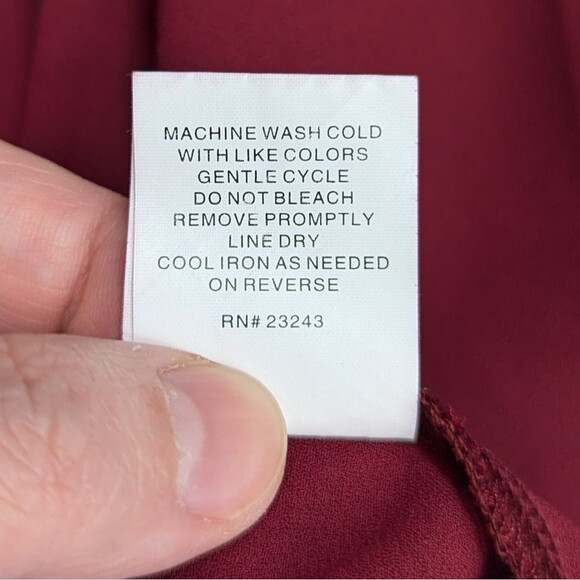 MACHINE WASH COLD
WITH LIKE COLORS
GENTLE CYCLE
DO NOT BLEACH
REMOVE PROMPTLY
LINE DRY
COOL IRON AS NEEDED
ON REVERSE
RN# 23243